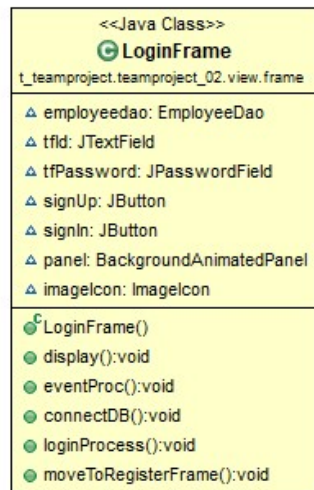 <<Java Class>>
LoginFrame
t_teamproject.teamproject_02.view.frame
employeedao: EmployeeDao
tfId: JTextField
tfPassword: JPasswordField
signUp: JButton
signIn: JButton
panel: BackgroundAnimatedPanel
imageIcon: ImageIcon
LoginFrame()
display():void
eventProc():void
connectDB():void
loginProcess():void
moveToRegisterFrame():void